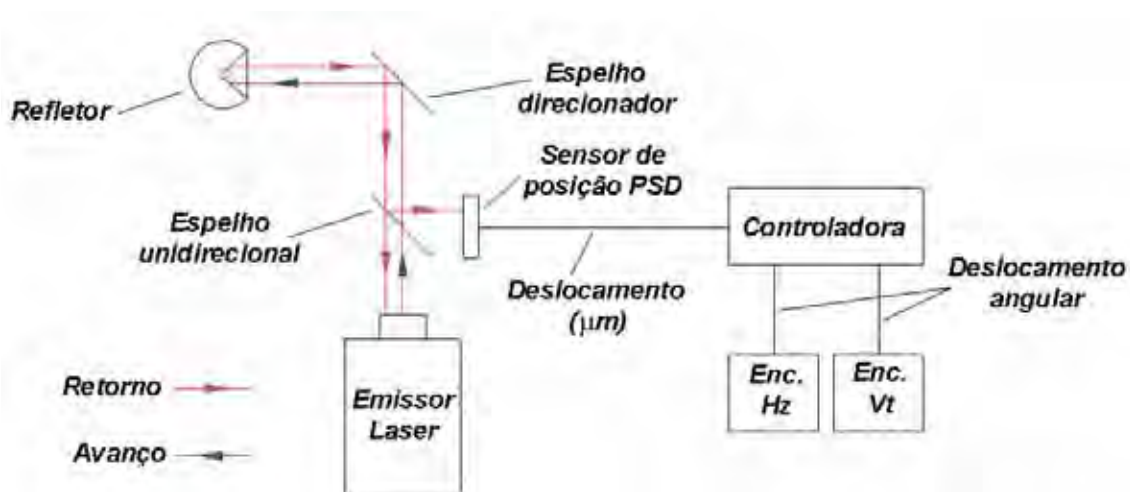 Refletor
Espelho
direcionador
Sensor de
posição PSD
Espelho
unidirecional
Controladora
Deslocamento
(μm)
Deslocamento
angular
Enc.
Hz
Enc.
Vt
Emissor
Laser
Retorno
Avanço